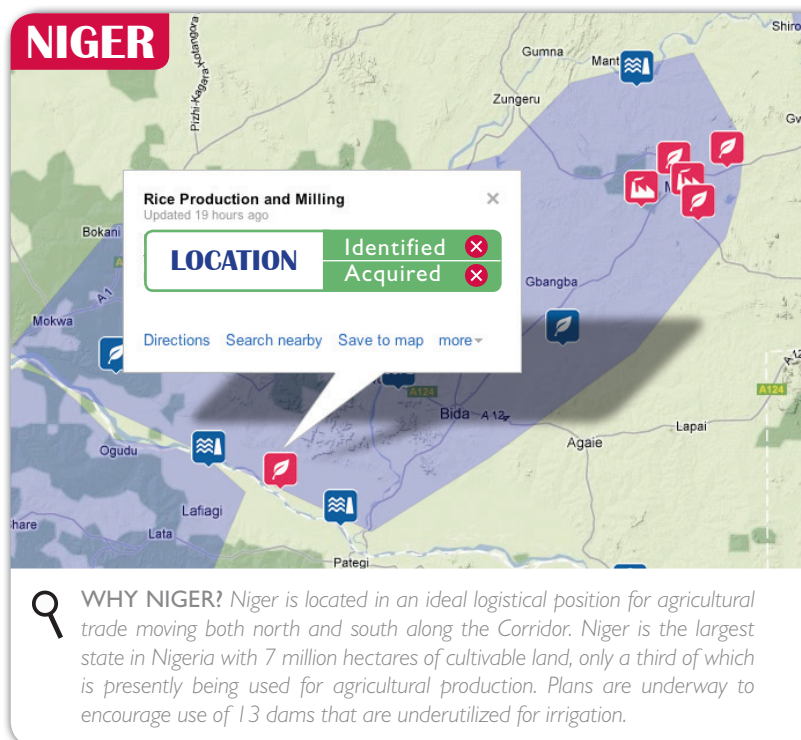 NIGER
Shiro
Gumna
Mant
Pizhi-Kagara-Kotangora
Zungeru
Gw
Rice Production and Milling
Updated 19 hours ago
Bokani
LOCATION
Identified
Acquired
Gbangba
A1
Mokwa
Directions Search nearby Save to map more
A12
A124
A124
Bida
A 12
Lapai
Agaie
Ogudu
Lafiagi
hare
Lata
Pategi
WHY NIGER? Niger is located in an ideal logistical position for agricultural
trade moving both north and south along the Corridor. Niger is the largest
state in Nigeria with 7 million hectares of cultivable land, only a third of which
is presently being used for agricultural production. Plans are underway to
encourage use of 13 dams that are underutilized for irrigation.